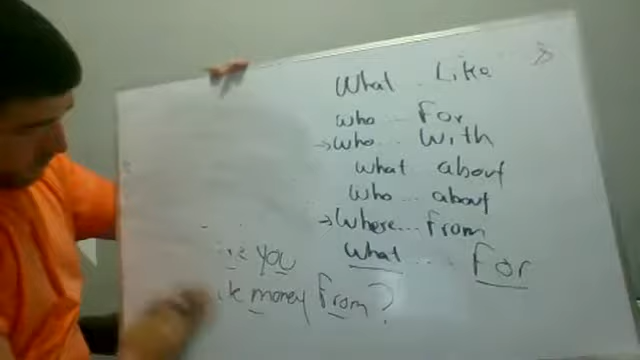 What .. Like
who ... For
→ who ... With
what about
who ... about
→ Where ... From
What .... For
you
money From?